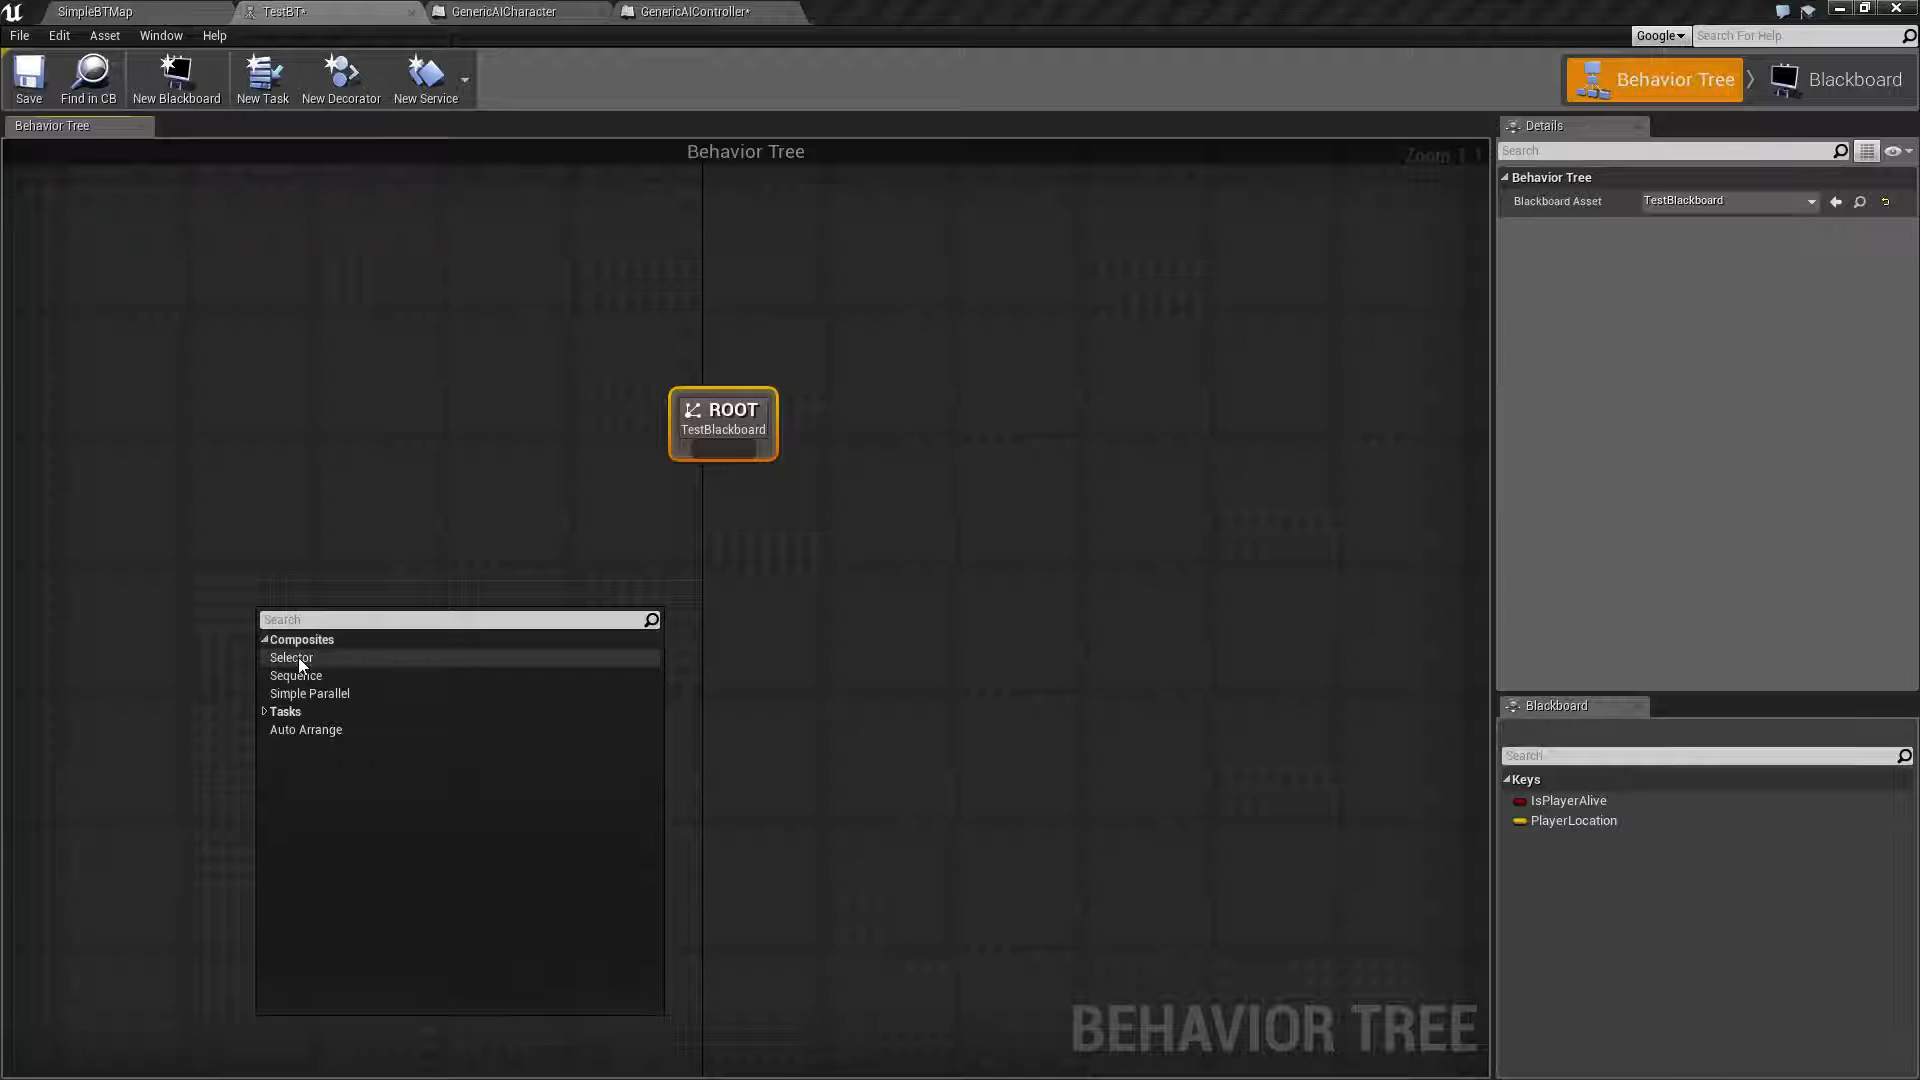 SimpleBTMap
TestBT*
GenericAICharacter
GenericAIController*
File Edit Asset Window Help
Google
Search For Help
Save
Find in CB
New Blackboard
New Task
New Decorator
New Service
Behavior Tree
Blackboard
Behavior Tree
Details
Behavior Tree
Zoom 1:1
Search
Behavior Tree
Blackboard Asset
TestBlackboard
ROOT
TestBlackboard
Search
Composites
Selector
Sequence
Simple Parallel
Tasks
Auto Arrange
Blackboard
Search
Keys
IsPlayerAlive
PlayerLocation
BEHAVIOR TREE